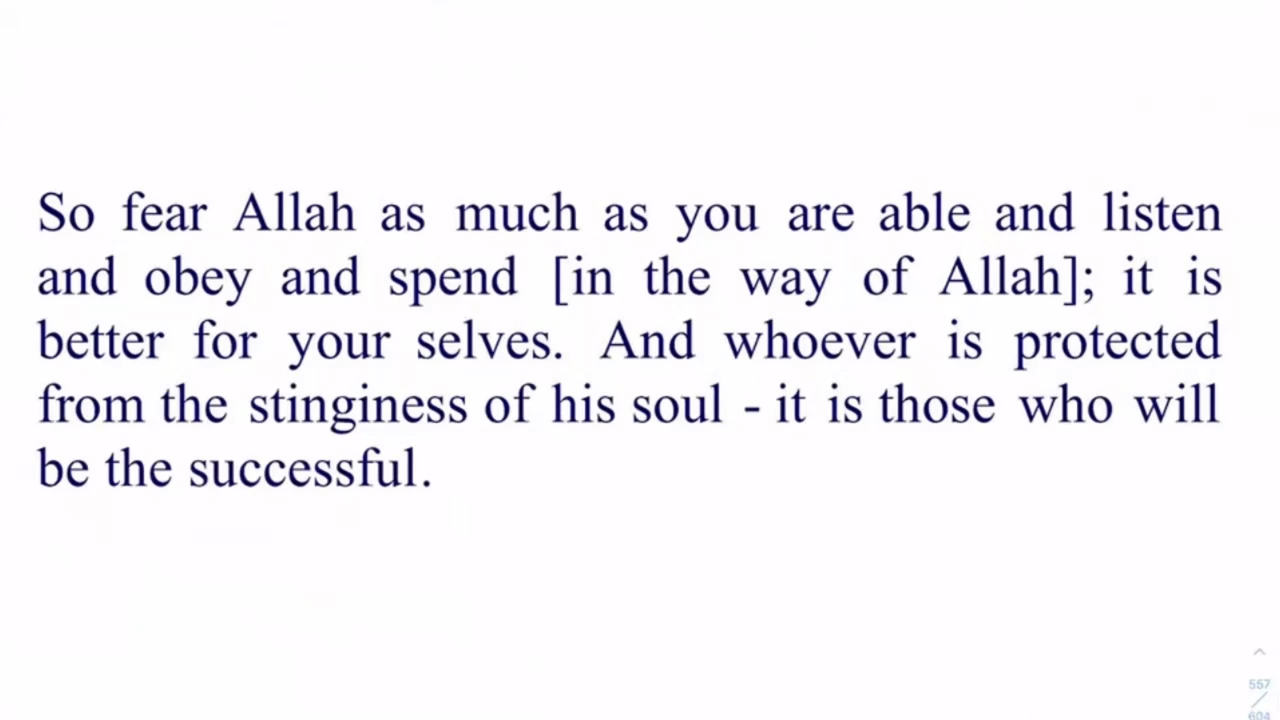 So fear Allah as much as you are able and listen
and obey and spend [in the way of Allah]; it is
better for your selves. And whoever is protected
from the stinginess of his soul - it is those who will
be the successful.
557
604